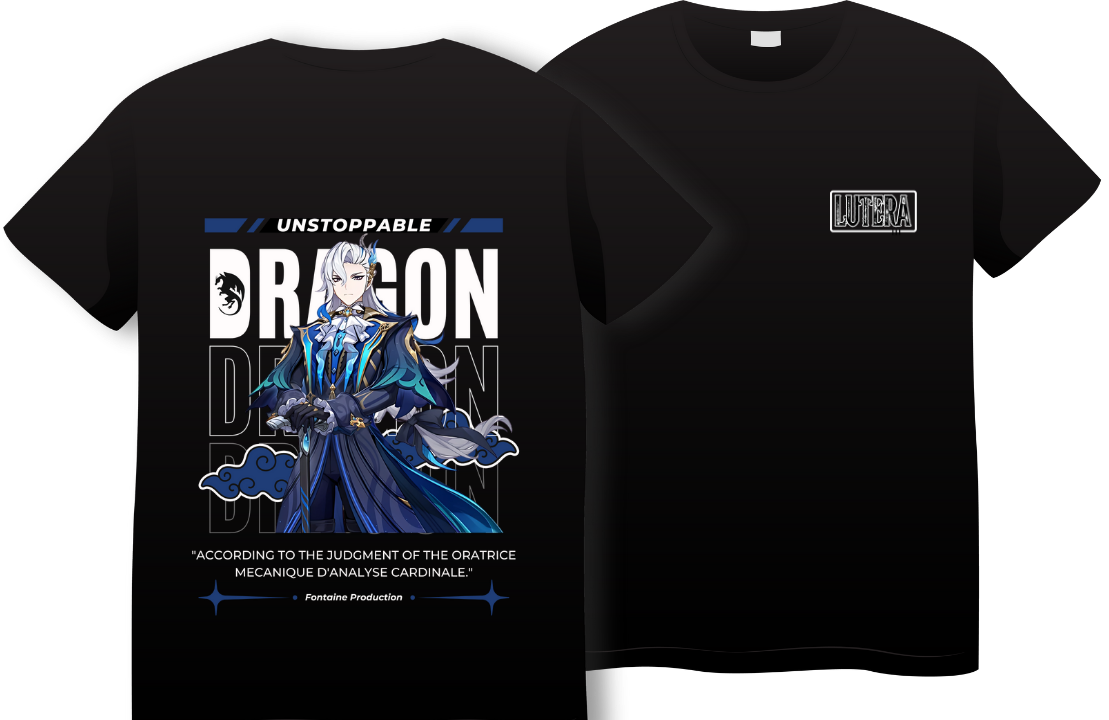 UNSTOPPABLE
DRAGON
DRAGON
DRAGON
"ACCORDING TO THE JUDGMENT OF THE ORATRICE
MECANIQUE D'ANALYSE CARDINALE."
Fontaine Production
LUTERA